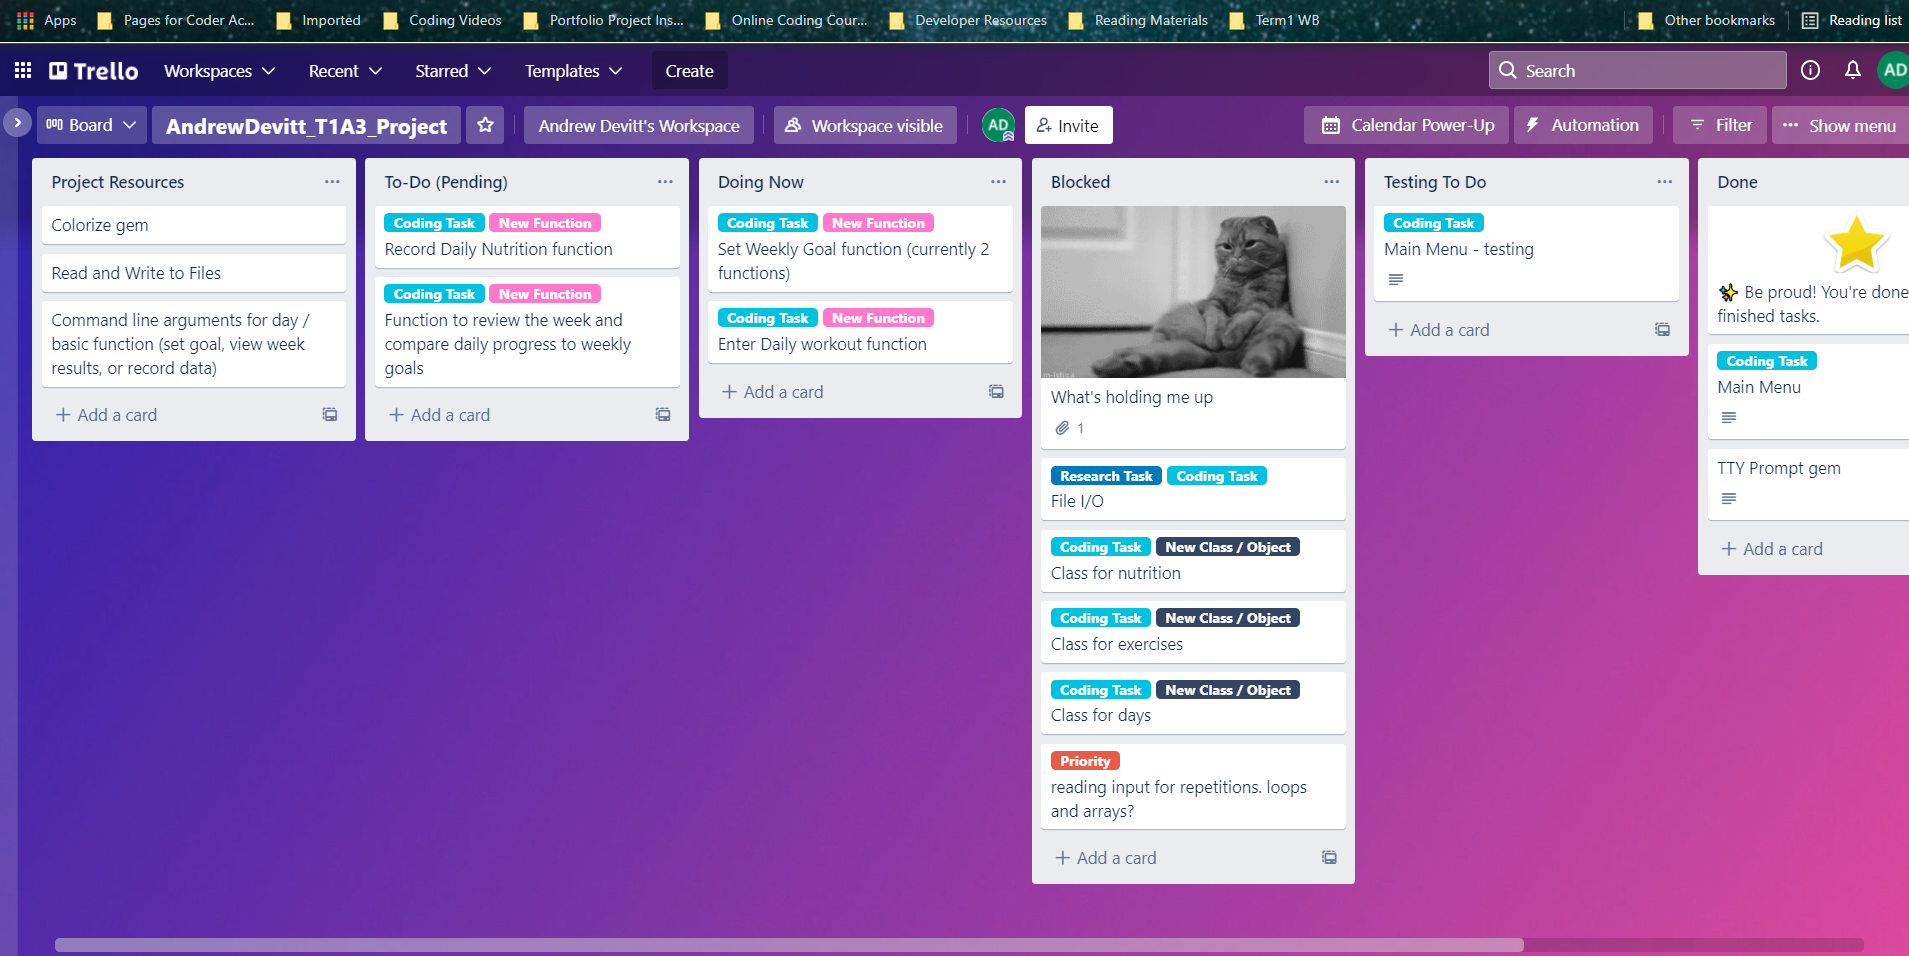 Apps Pages for Coder Ac... Imported Coding Videos Portfolio Project Ins... Online Coding Cour... Developer Resources Reading Materials Term1 WB Other bookmarks Reading list
Trello Workspaces Recent Starred Templates Create Search AD
Board AndrewDevitt_T1A3_Project Andrew Devitt's Workspace Workspace visible AD Invite Calendar Power-Up Automation Filter Show menu
Project Resources
Colorize gem
Read and Write to Files
Command line arguments for day /
basic function (set goal, view week
results, or record data)
Add a card
To-Do (Pending)
Coding Task New Function
Record Daily Nutrition function
Coding Task New Function
Function to review the week and
compare daily progress to weekly
goals
Add a card
Doing Now
Coding Task New Function
Set Weekly Goal function (currently 2
functions)
Coding Task New Function
Enter Daily workout function
Add a card
Blocked
What's holding me up
1
Research Task Coding Task
File I/O
Coding Task New Class / Object
Class for nutrition
Coding Task New Class / Object
Class for exercises
Coding Task New Class / Object
Class for days
Priority
reading input for repetitions. loops
and arrays?
Add a card
Testing To Do
Coding Task
Main Menu - testing
Add a card
Done
Be proud! You're done
finished tasks.
Coding Task
Main Menu
TTY Prompt gem
Add a card